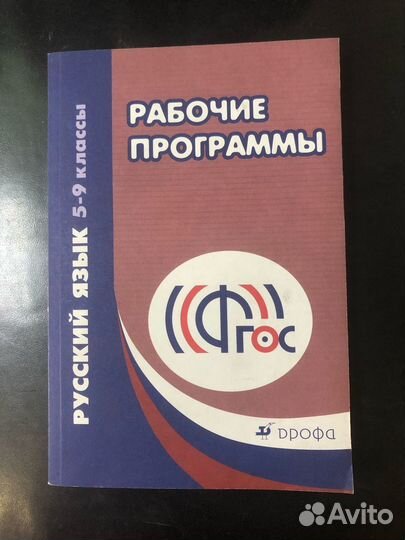 РАБОЧИЕ
ПРОГРАММЫ
РУССКИЙ ЯЗЫК 5-9 классы
ФГОС
дрофа
Avito